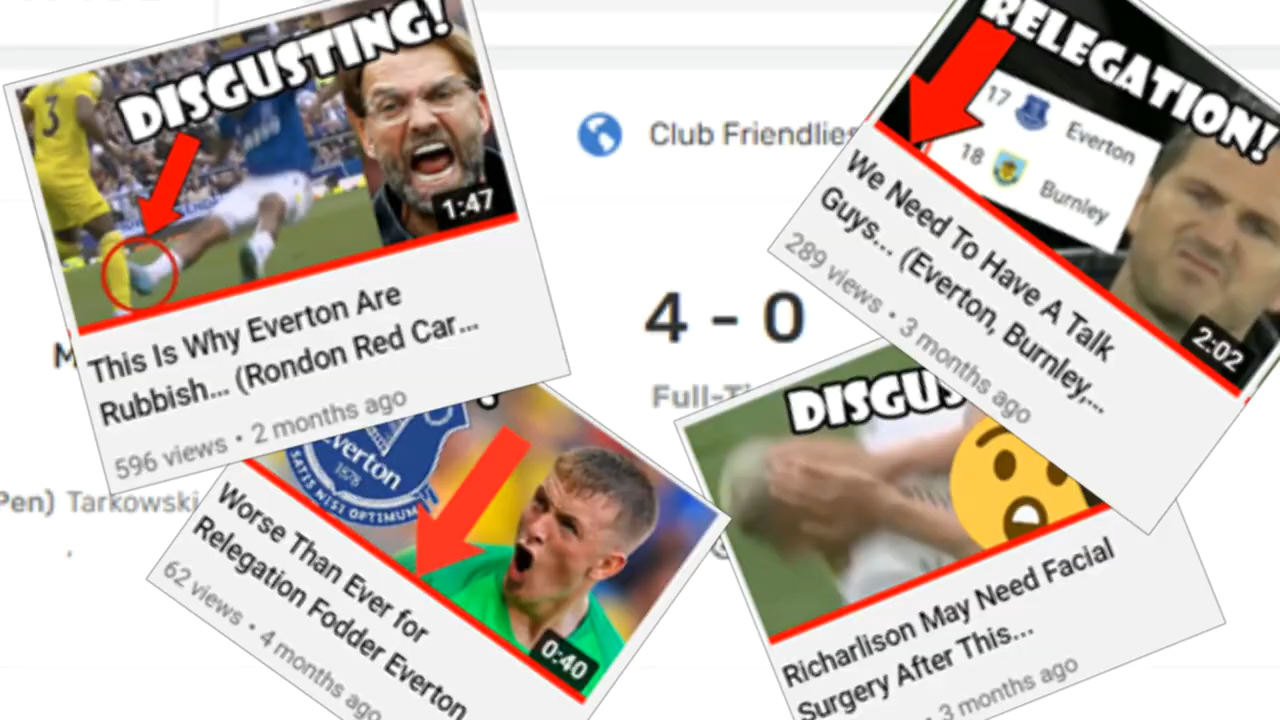 DISGUSTING!
1:47
This Is Why Everton Are
Rubbish... (Rondon Red Car...
596 views • 2 months ago
Club Friendlies
4 - 0
RELEGATION!
17 Everton
18 Burnley
2:02
We Need To Have A Talk
Guys... (Everton, Burnley,...
289 views • 3 months ago
Pen) Tarkowski
Everton
1878
SATIS NISI OPTIMUM
0:40
Worse Than Ever for
Relegation Fodder Everton
62 views • 4 months ago
DISGUS
Richarlison May Need Facial
Surgery After This...
• 3 months ago